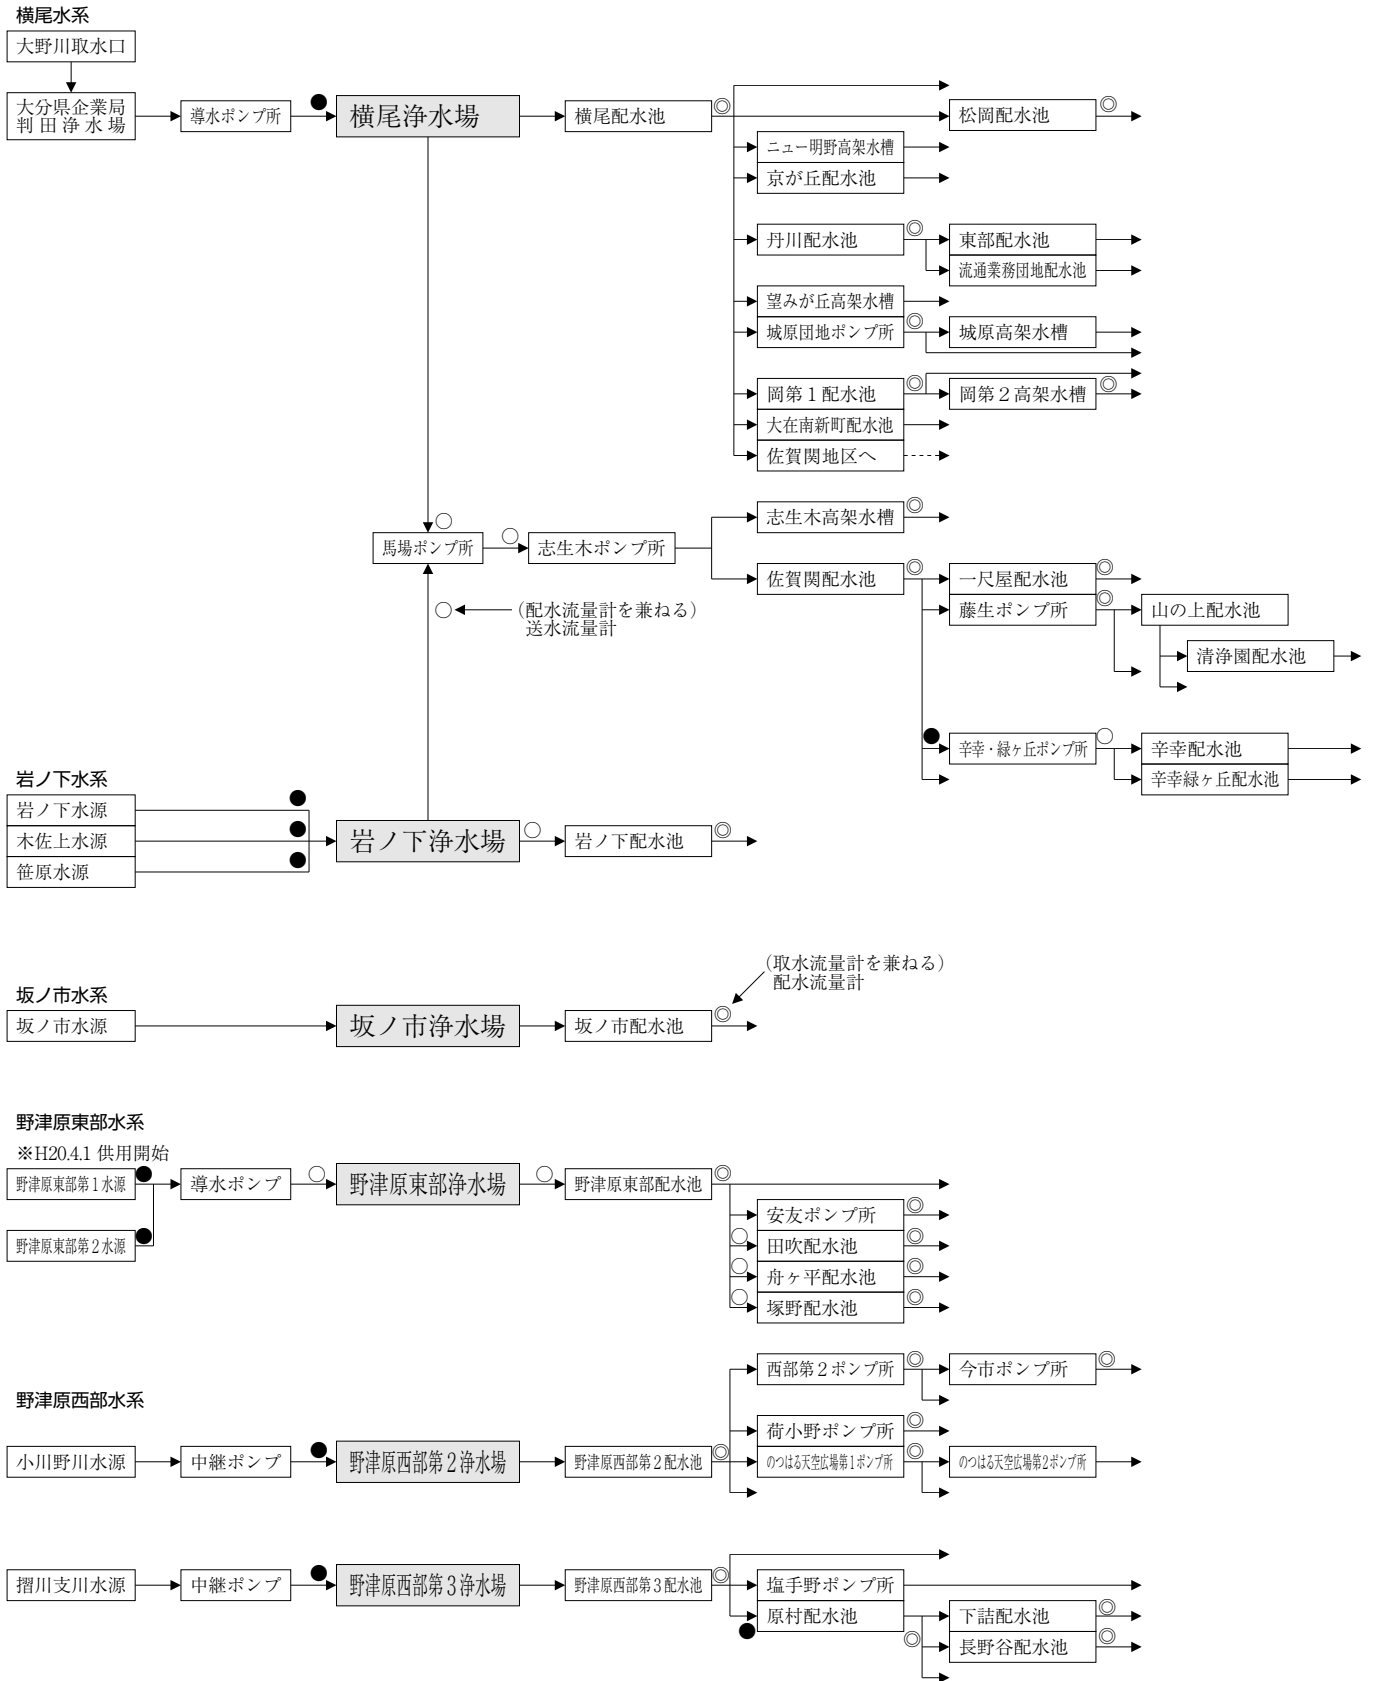 横尾水系
大野川取水口
大分県企業局
判田浄水場
導水ポンプ所
横尾浄水場
横尾配水池
松岡配水池
ニュー明野高架水槽
京が丘配水池
丹川配水池
東部配水池
流通業務団地配水池
望みが丘高架水槽
城原団地ポンプ所
城原高架水槽
岡第1配水池
岡第2高架水槽
大在南新町配水池
佐賀関地区へ
志生木高架水槽
馬場ポンプ所
志生木ポンプ所
佐賀関配水池
一尺屋配水池
藤生ポンプ所
山の上配水池
清浄園配水池
(配水流量計を兼ねる)
送水流量計
辛幸・緑ヶ丘ポンプ所
辛幸配水池
辛幸緑ヶ丘配水池
岩ノ下水系
岩ノ下水源
木佐上水源
笹原水源
岩ノ下浄水場
岩ノ下配水池
(取水流量計を兼ねる)
配水流量計
坂ノ市水系
坂ノ市水源
坂ノ市浄水場
坂ノ市配水池
野津原東部水系
※H20.4.1 供用開始
野津原東部第1水源
導水ポンプ
野津原東部浄水場
野津原東部配水池
安友ポンプ所
野津原東部第2水源
田吹配水池
舟ヶ平配水池
塚野配水池
西部第2ポンプ所
今市ポンプ所
野津原西部水系
荷小野ポンプ所
小川野川水源
中継ポンプ
野津原西部第2浄水場
野津原西部第2配水池
のつはる天空広場第1ポンプ所
のつはる天空広場第2ポンプ所
摺川支川水源
中継ポンプ
野津原西部第3浄水場
野津原西部第3配水池
塩手野ポンプ所
原村配水池
下詰配水池
長野谷配水池